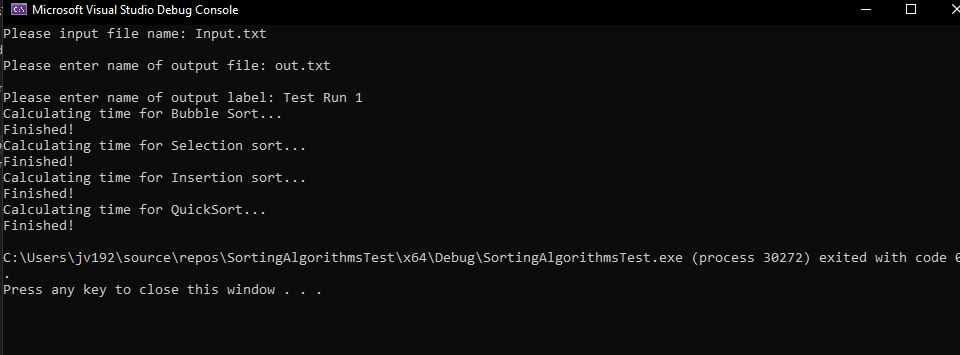 Microsoft Visual Studio Debug Console
Please input file name: Input.txt
Please enter name of output file: out.txt
Please enter name of output label: Test Run 1
Calculating time for Bubble Sort...
Finished!
Calculating time for Selection sort...
Finished!
Calculating time for Insertion sort...
Finished!
Calculating time for QuickSort...
Finished!
C:\Users\jv192\source\repos\SortingAlgorithmsTest\x64\Debug\SortingAlgorithmsTest.exe (process 30272) exited with code 0
.
Press any key to close this window . . .